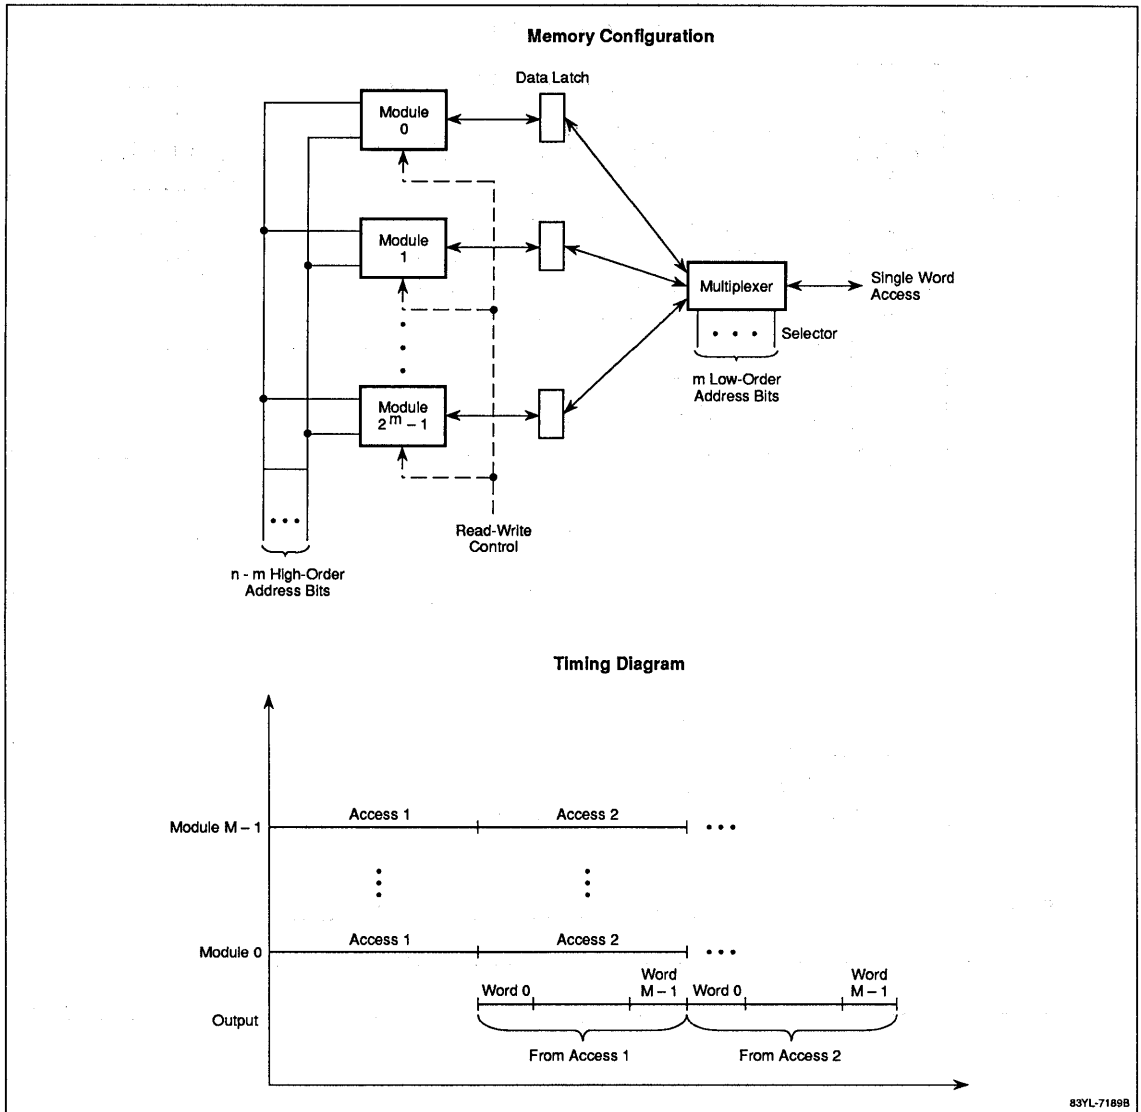 Memory Configuration
Data Latch
Module
0
Module
1
Multiplexer
Single Word
Access
Selector
m Low-Order
Address Bits
Module
2^m – 1
Read-Write
Control
n - m High-Order
Address Bits
Timing Diagram
Access 1
Access 2
Module M – 1
Access 1
Access 2
Module 0
Word 0
Word
M – 1
Word 0
Word
M – 1
Output
From Access 1
From Access 2
83YL-7189B